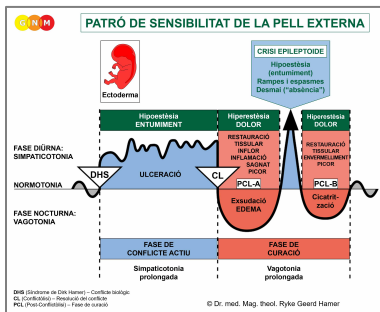 GNM
PATRÓ DE SENSIBILITAT DE LA PELL EXTERNA
CRISI EPILEPTOIDE
Hipoestèsia
(entumiment)
Rampes i espasmes
Desmai ("absència")
Ectoderma
Hipoestèsia
ENTUMIMENT
Hiperestèsia
DOLOR
Hiperestèsia
DOLOR
RESTAURACIÓ
TISSULAR
INFLOR
INFLAMACIÓ
SAGNAT
PICOR
RESTAURACIÓ
TISSULAR
ENVERMELLIMENT
PICOR
FASE DIÜRNA:
SIMPATICOTONIA
DHS
ULCERACIÓ
CL
PCL-A
PCL-B
NORMOTONIA
Exsudació
EDEMA
Cicatrit-
zació
FASE NOCTURNA:
VAGOTONIA
FASE DE
CONFLICTE ACTIU
FASE DE
CURACIÓ
Simpaticotonia
prolongada
Vagotonia
prolongada
DHS (Síndrome de Dirk Hamer) – Conflicte biològic
CL (Conflictòlisi) – Resolució del conflicte
PCL (Post-Conflictòlisi) – Fase de curació
© Dr. med. Mag. theol. Ryke Geerd Hamer